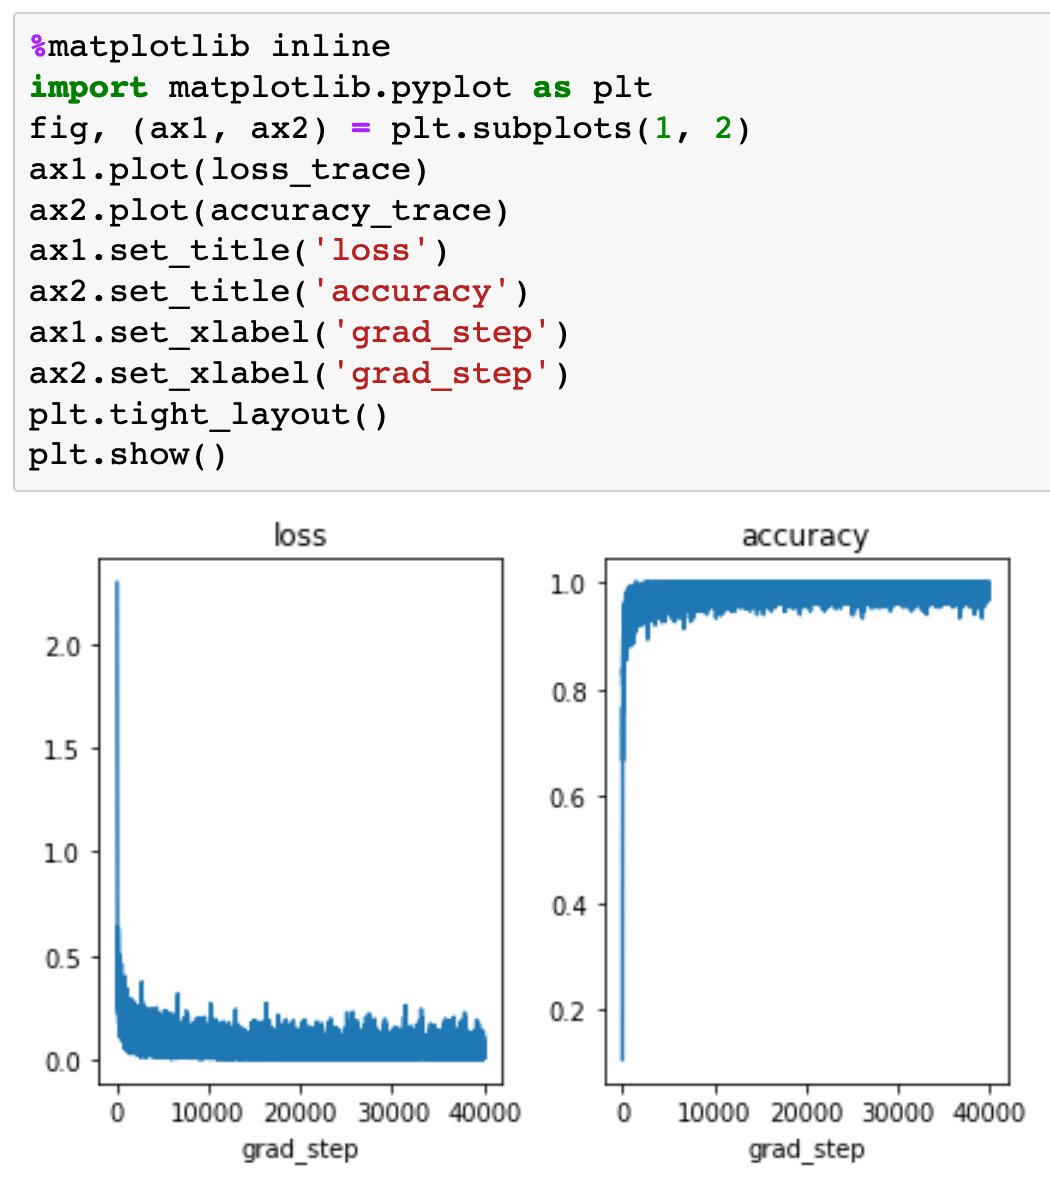 %matplotlib inline
import matplotlib.pyplot as plt
fig, (ax1, ax2) = plt.subplots(1, 2)
ax1.plot(loss_trace)
ax2.plot(accuracy_trace)
ax1.set_title('loss')
ax2.set_title('accuracy')
ax1.set_xlabel('grad_step')
ax2.set_xlabel('grad_step')
plt.tight_layout()
plt.show()
loss
2.0
1.5
1.0
0.5
0.0
0 10000 20000 30000 40000
grad_step
accuracy
1.0
0.8
0.6
0.4
0.2
0 10000 20000 30000 40000
grad_step